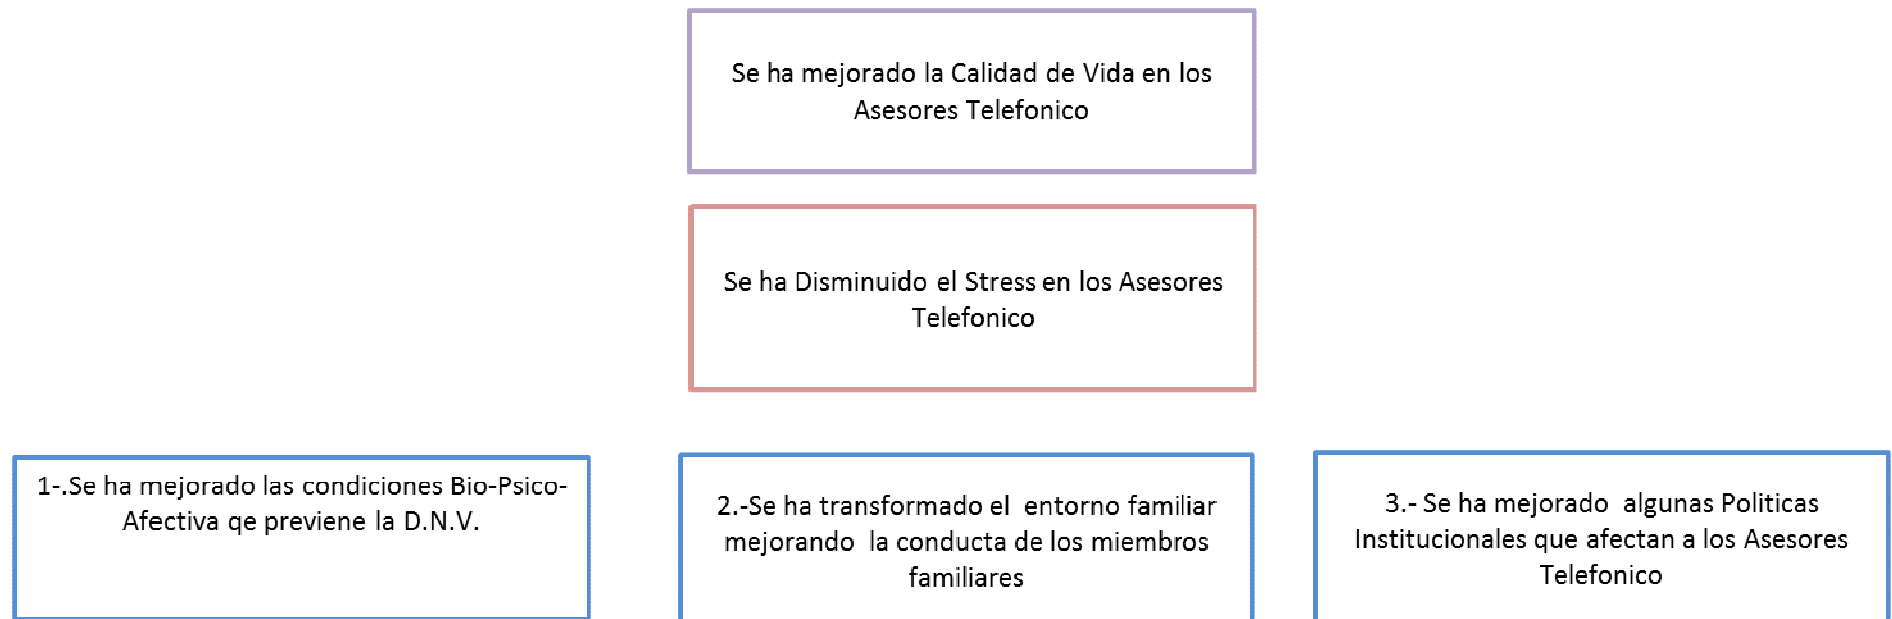 Se ha mejorado la Calidad de Vida en los
Asesores Telefonico
Se ha Disminuido el Stress en los Asesores
Telefonico
1-.Se ha mejorado las condiciones Bio-Psico-
Afectiva qe previene la D.N.V.
2.-Se ha transformado el entorno familiar
mejorando la conducta de los miembros
familiares
3.- Se ha mejorado algunas Politicas
Institucionales que afectan a los Asesores
Telefonico